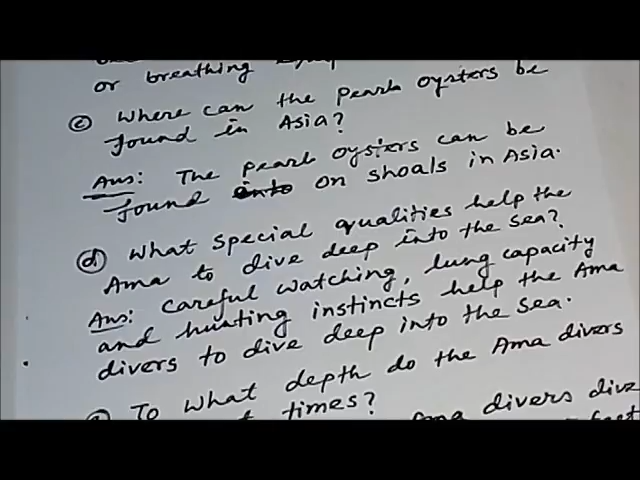 or breathing
(c) Where can the pearl oysters be
found in Asia?
Ans: The pearl oysters can be
found into on shoals in Asia.
(d) What special qualities help the
Ama to dive deep into the sea?
Ans: Careful watching, lung capacity
and hunting instincts help the Ama
divers to dive deep into the sea.
To what depth do the Ama divers
times?
Ama divers dive
feet